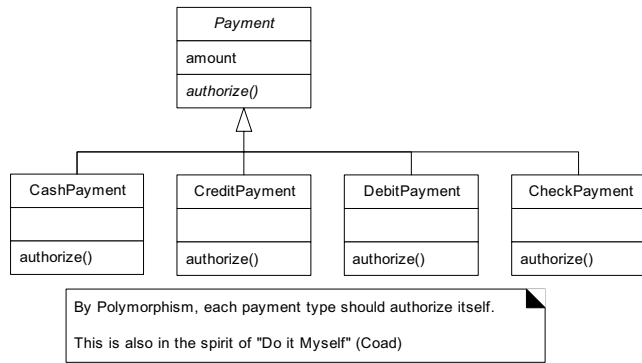 Payment
amount
authorize()
CashPayment
CreditPayment
DebitPayment
CheckPayment
authorize()
authorize()
authorize()
authorize()
By Polymorphism, each payment type should authorize itself.
This is also in the spirit of "Do it Myself" (Coad)